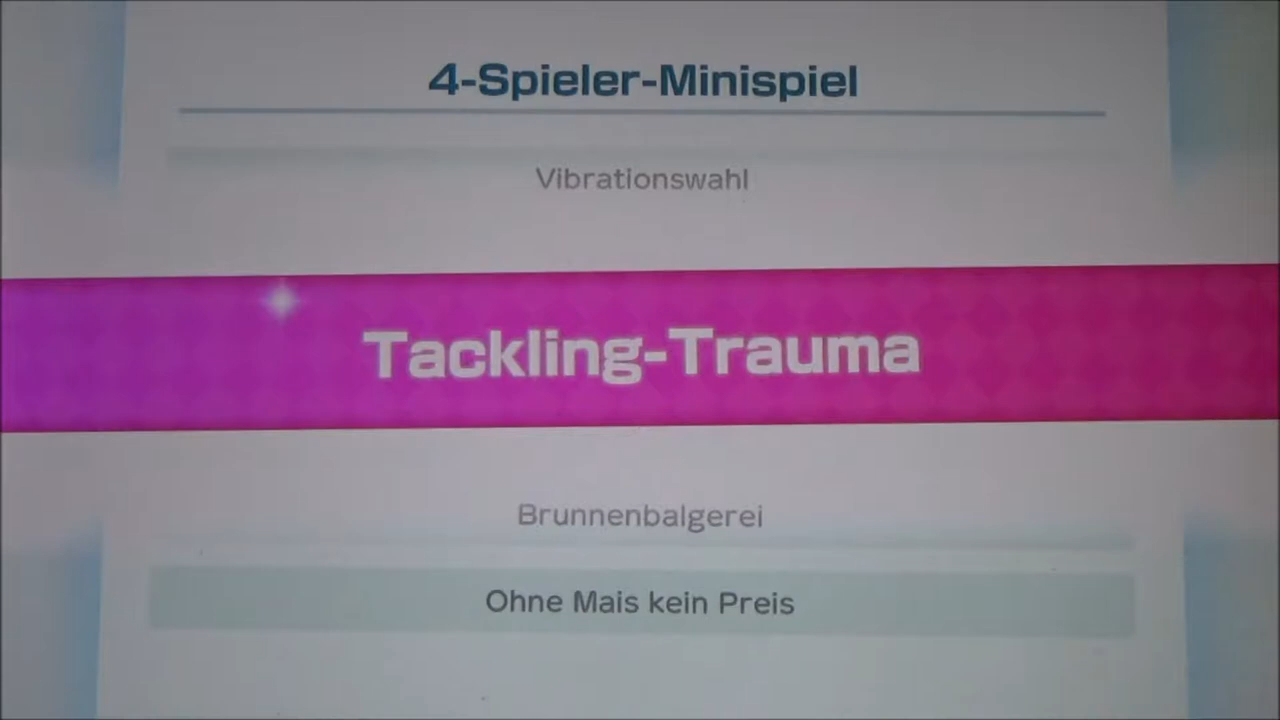 4-Spieler-Minispiel
Vibrationswahl
Tackling-Trauma
Brunnenbalgerei
Ohne Mais kein Preis